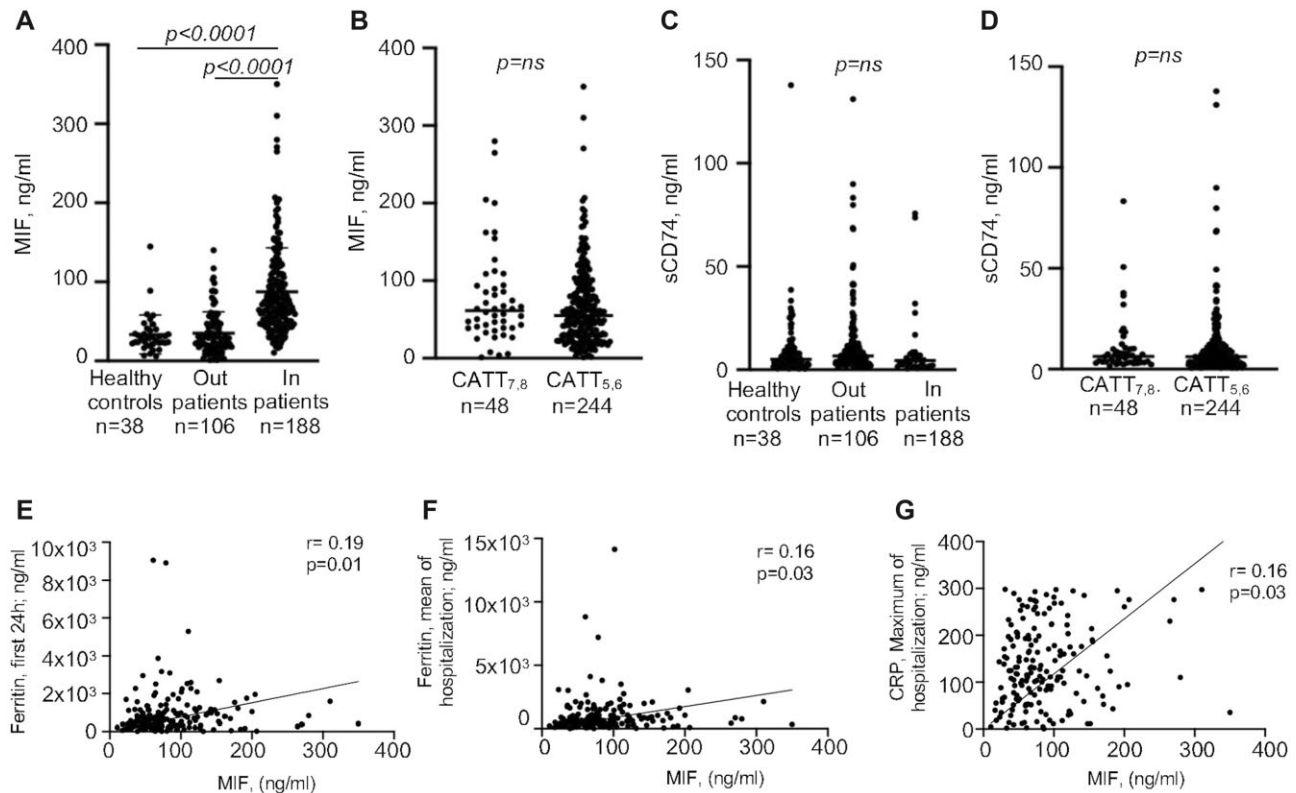 A
p<0.0001
p<0.0001
MIF, ng/ml
400
300
200
100
0
Healthy
controls
n=38
Out
patients
n=106
In
patients
n=188
B
p=ns
MIF, ng/ml
400
300
200
100
0
CATT7,8
n=48
CATT5,6
n=244
C
p=ns
sCD74, ng/ml
150
100
50
0
Healthy
controls
n=38
Out
patients
n=106
In
patients
n=188
D
p=ns
sCD74, ng/ml
150
100
50
0
CATT7,8.
n=48
CATT5,6
n=244
E
r= 0.19
p=0.01
Ferritin, first 24h; ng/ml
10x10³
8x10³
6x10³
4x10³
2x10³
0
0
100
200
300
400
MIF, (ng/ml)
F
r= 0.16
p=0.03
Ferritin, mean of
hospitalization; ng/ml
15x10³
10x10³
5x10³
0
0
100
200
300
400
MIF, (ng/ml)
G
r= 0.16
p=0.03
CRP, Maximum of
hospitalization; ng/ml
400
300
200
100
0
0
100
200
300
400
MIF, (ng/ml)